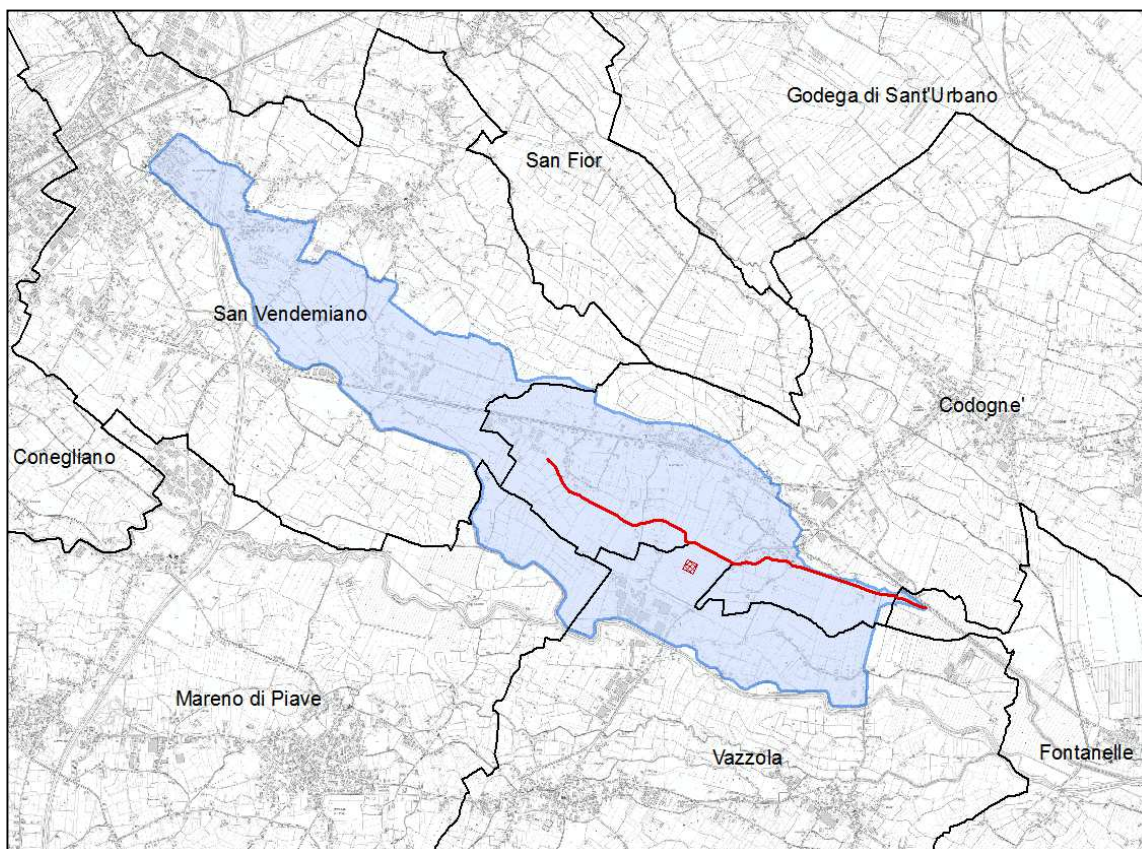 Godega di Sant'Urbano
San Fior
San Vendemiano
Codogne'
Conegliano
Mareno di Piave
Vazzola
Fontanelle